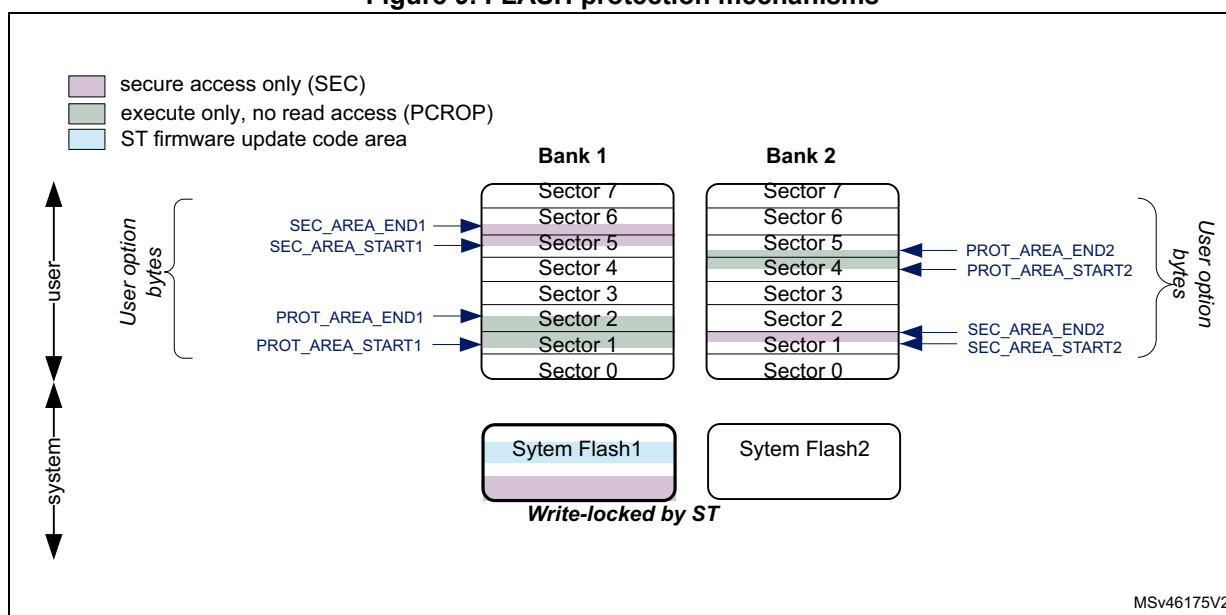 Figure 9. FLASH protection mechanisms
secure access only (SEC)
execute only, no read access (PCROP)
ST firmware update code area
Bank 1
Bank 2
user
User option
bytes
SEC_AREA_END1
SEC_AREA_START1
PROT_AREA_END1
PROT_AREA_START1
Sector 7
Sector 6
Sector 5
Sector 4
Sector 3
Sector 2
Sector 1
Sector 0
Sector 7
Sector 6
Sector 5
Sector 4
Sector 3
Sector 2
Sector 1
Sector 0
PROT_AREA_END2
PROT_AREA_START2
SEC_AREA_END2
SEC_AREA_START2
User option
bytes
system
Sytem Flash1
Sytem Flash2
Write-locked by ST
MSv46175V2